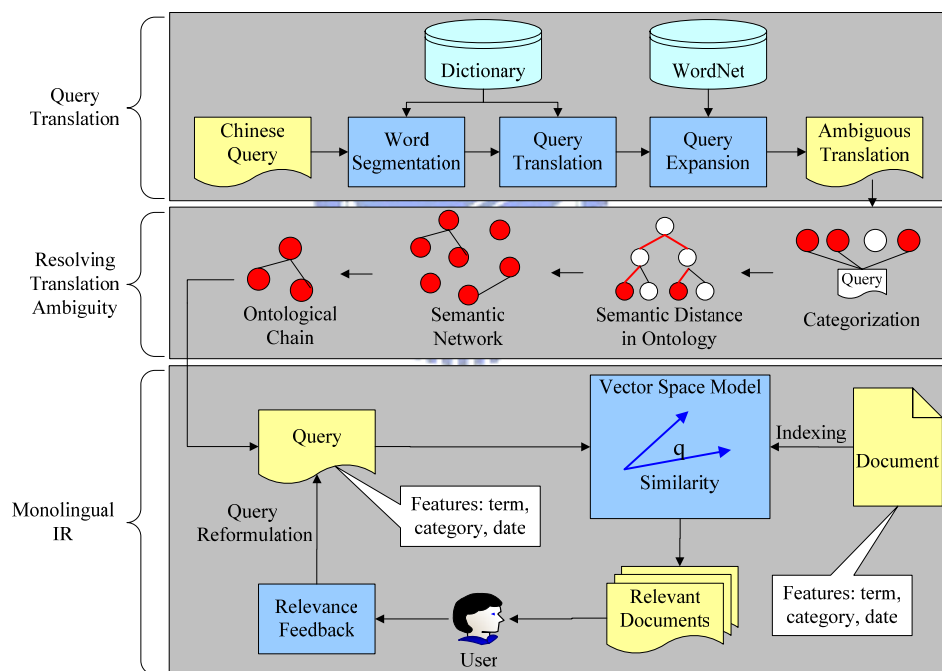 Query
Translation
Dictionary
WordNet
Chinese
Query
Word
Segmentation
Query
Translation
Query
Expansion
Ambiguous
Translation
Resolving
Translation
Ambiguity
Ontological
Chain
Semantic
Network
Semantic Distance
in Ontology
Query
Categorization
Monolingual
IR
Query
Features: term,
category, date
Query
Reformulation
Vector Space Model
q
Similarity
Indexing
Document
Features: term,
category, date
Relevant
Documents
User
Relevance
Feedback